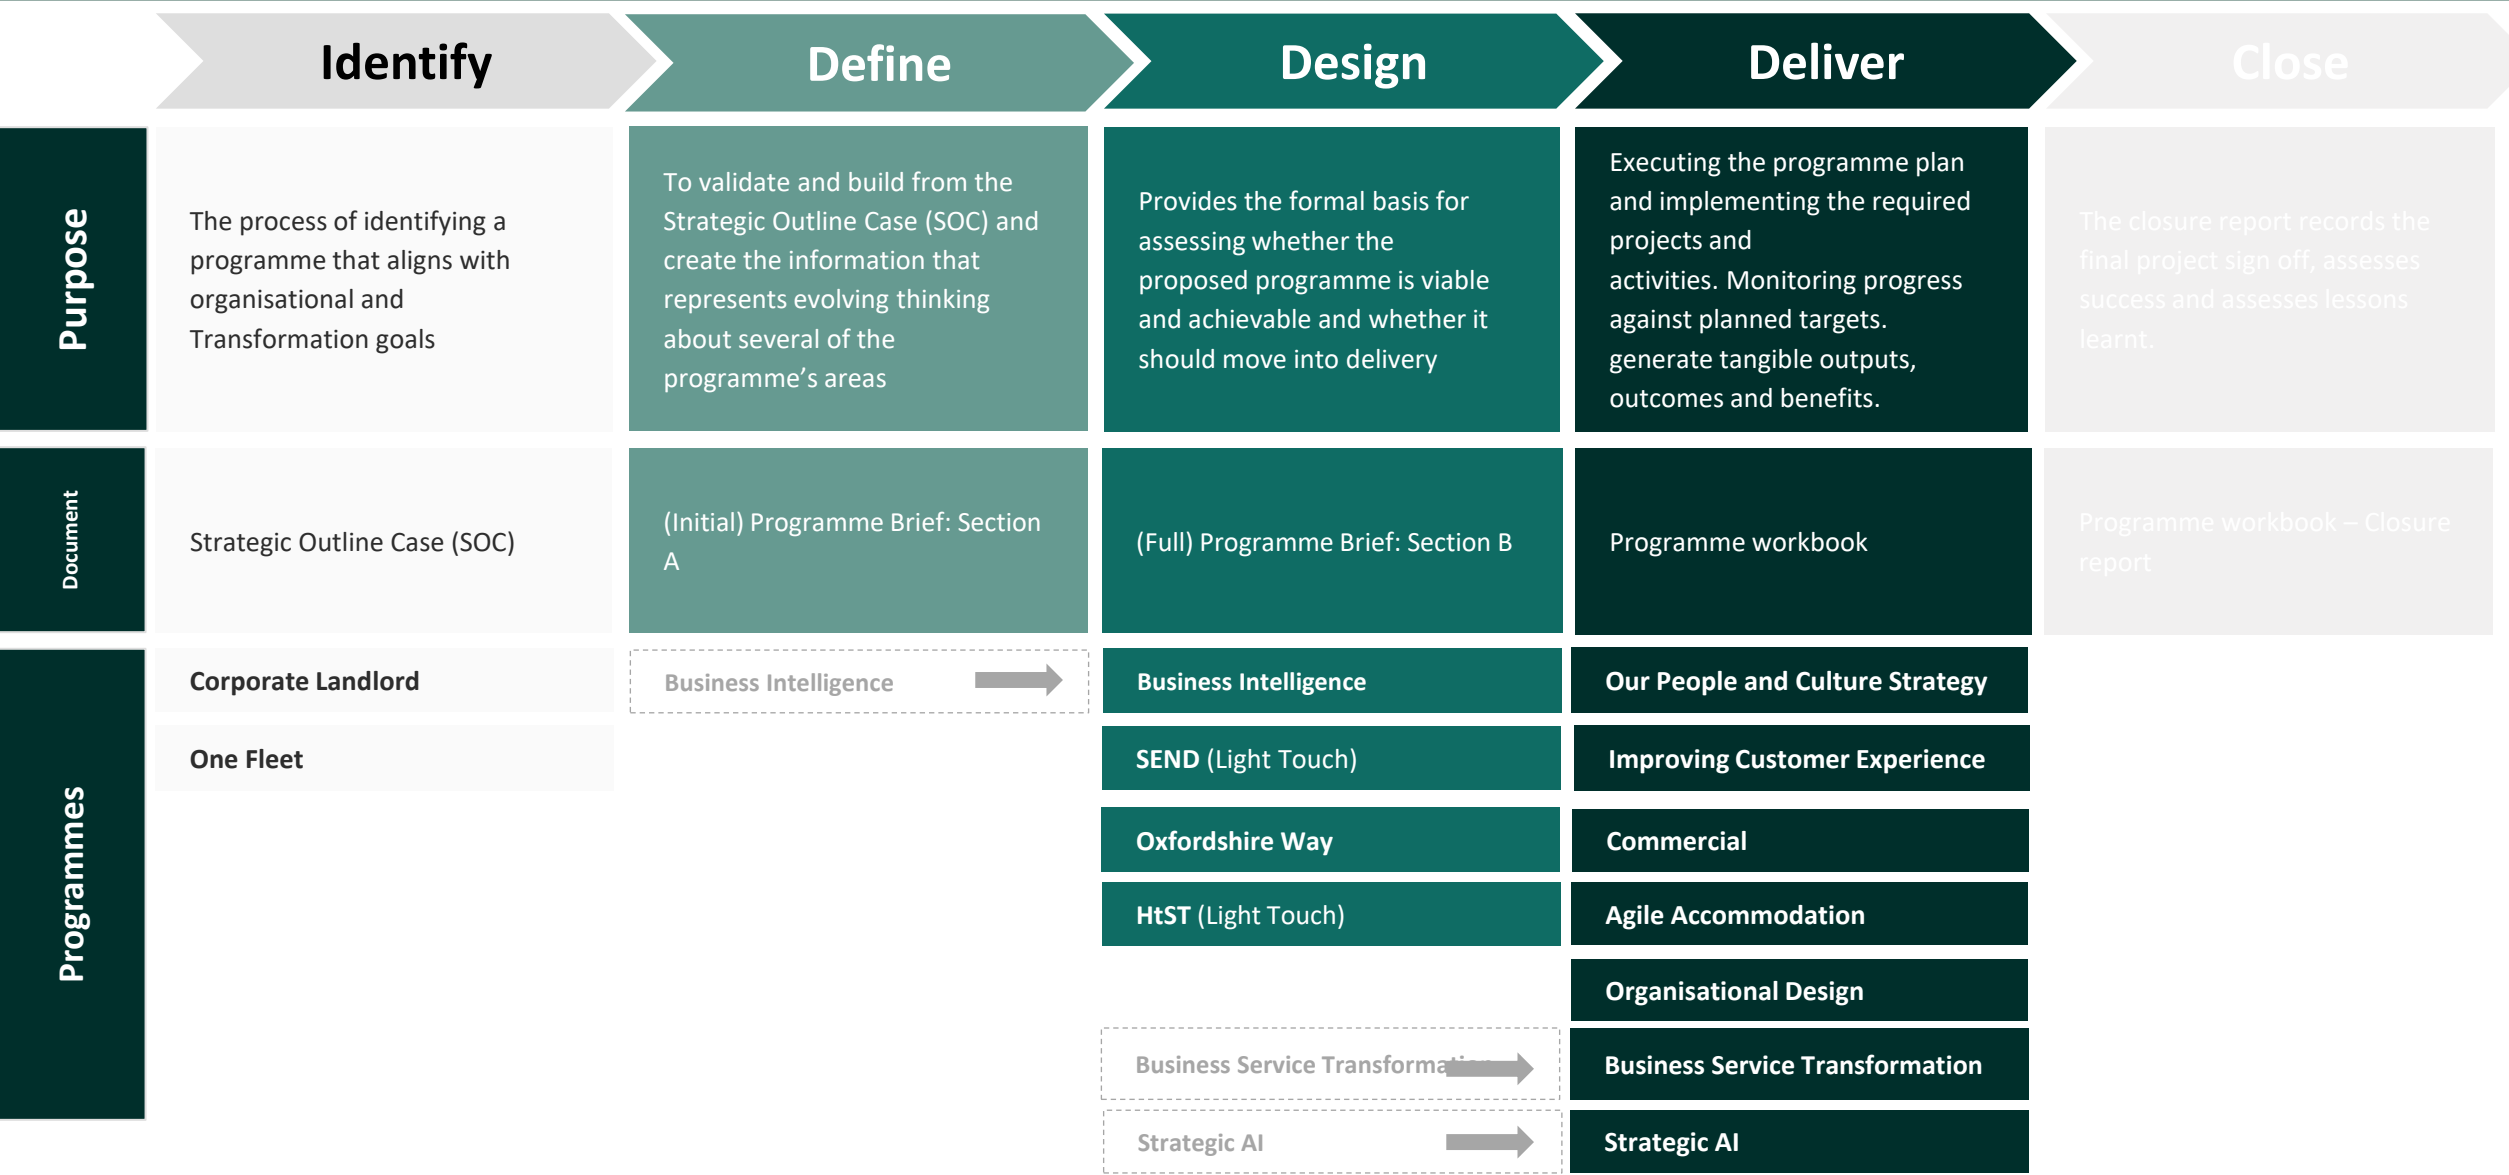 Identify
Define
Design
Deliver
Close
Purpose
The process of identifying a
programme that aligns with
organisational and
Transformation goals
To validate and build from the
Strategic Outline Case (SOC) and
create the information that
represents evolving thinking
about several of the
programme’s areas
Provides the formal basis for
assessing whether the
proposed programme is viable
and achievable and whether it
should move into delivery
Executing the programme plan
and implementing the required
projects and
activities. Monitoring progress
against planned targets.
generate tangible outputs,
outcomes and benefits.
The closure report records the
final project sign off, assesses
success and assesses lessons
learnt.
Document
Strategic Outline Case (SOC)
(Initial) Programme Brief: Section
A
(Full) Programme Brief: Section B
Programme workbook
Programme workbook – Closure
report
Programmes
Corporate Landlord
Business Intelligence
Business Intelligence
Our People and Culture Strategy
One Fleet
SEND (Light Touch)
Improving Customer Experience
Oxfordshire Way
Commercial
HtST (Light Touch)
Agile Accommodation
Organisational Design
Business Service Transformation
Business Service Transformation
Strategic AI
Strategic AI